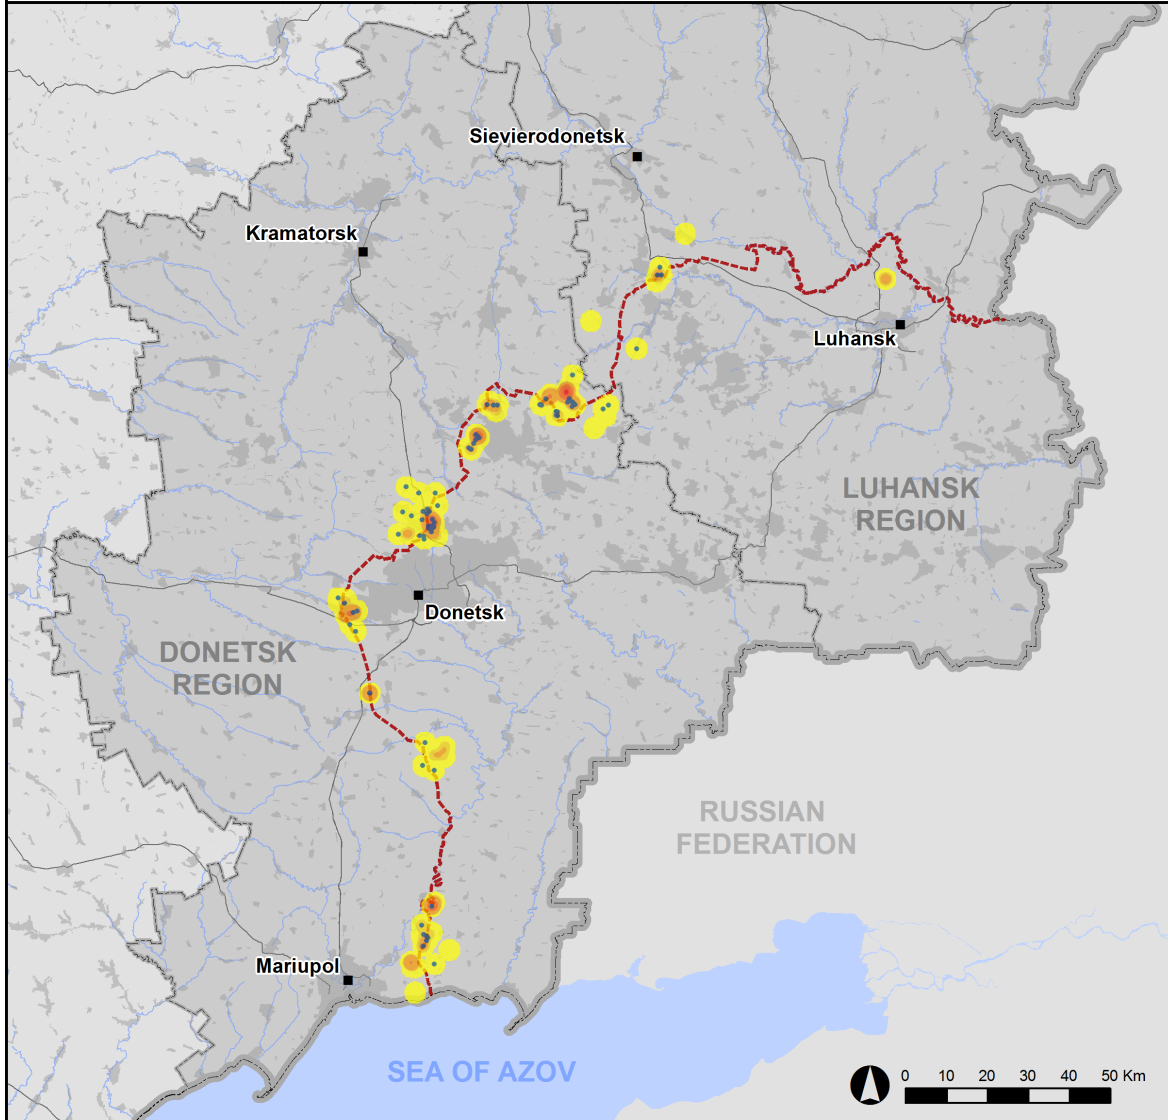 Sievierodonetsk
Kramatorsk
Luhansk
LUHANSK
REGION
Donetsk
DONETSK
REGION
RUSSIAN
FEDERATION
Mariupol
SEA OF AZOV
0 10 20 30 40 50 Km